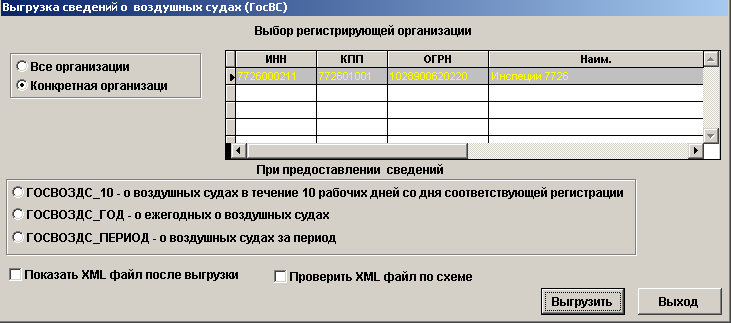 Выгрузка сведений о воздушных судах (ГосВС)
Выбор регистрирующей организации
Все организации
Конкретная организаци
ИНН КПП ОГРН Наим.
7726000211 772601001 1026800620220 Инспеции 7726
При предоставлении сведений
ГОСВОЗДС_10 - о воздушных судах в течение 10 рабочих дней со дня соответствующей регистрации
ГОСВОЗДС_ГОД - о ежегодных о воздушных судах
ГОСВОЗДС_ПЕРИОД - о воздушных судах за период
Показать XML файл после выгрузки Проверить XML файл по схеме
Выгрузить Выход